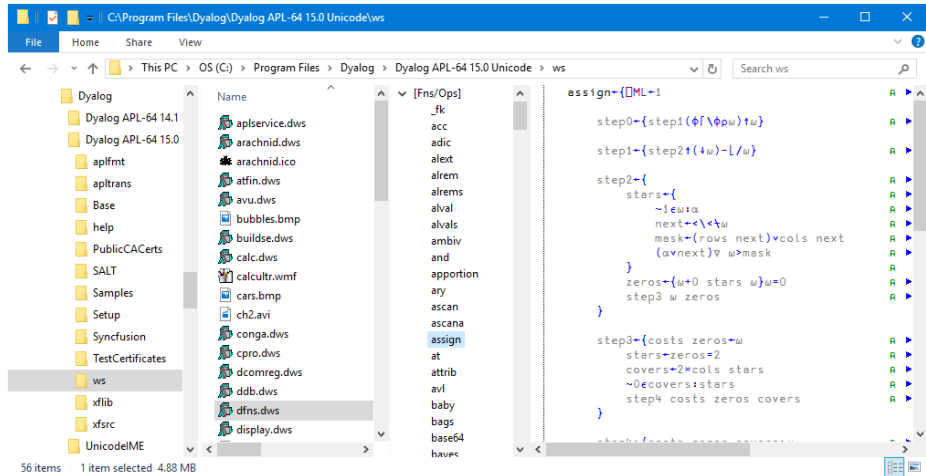 C:\Program Files\Dyalog\Dyalog APL-64 15.0 Unicode\ws
File Home Share View
This PC > OS (C:) > Program Files > Dyalog > Dyalog APL-64 15.0 Unicode > ws
Search ws
Dyalog
Dyalog APL-64 14.1
Dyalog APL-64 15.0
aplfmt
apltrans
Base
help
PublicCACerts
SALT
Samples
Setup
Syncfusion
TestCertificates
ws
xflib
xfsrc
UnicodeIME
Name
aplservice.dws
arachnid.dws
arachnid.ico
atfin.dws
avu.dws
bubbles.bmp
buildse.dws
calc.dws
calcultr.wmf
cars.bmp
ch2.avi
conga.dws
cpro.dws
dcomreg.dws
ddb.dws
dfns.dws
display.dws
[Fns/Ops]
_fk
acc
adic
alext
alrem
alrems
alval
alvals
ambiv
and
apportion
ary
ascan
ascana
assign
at
attrib
avl
baby
bags
base64
bayes
assign←{⎕ML←1
step0←{step1(⌽⌈\⌽⍴⍵)↑⍵}
step1←{step2↑(↓⍵)-⌊/⍵}
step2←{
stars←{
~1∊⍵:⍺
next←<\<⍀⍵
mask←(rows next)∨cols next
(⍺∨next)∇ ⍵>mask
}
zeros←{⍵+0 stars ⍵}⍵=0
step3 ⍵ zeros
}
step3←{costs zeros←⍵
stars←zeros=2
covers←2×cols stars
~0∊covers:stars
step4 costs zeros covers
}
56 items 1 item selected 4.88 MB